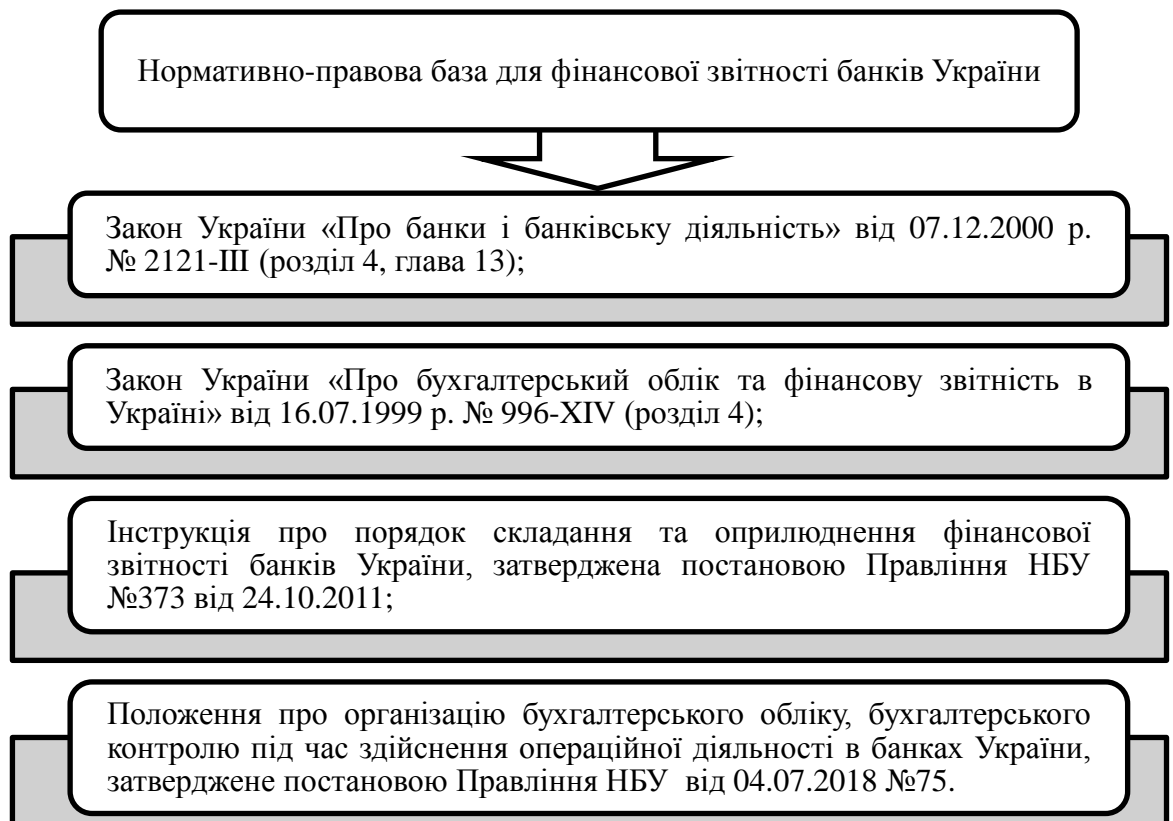 Нормативно-правова база для фінансової звітності банків України
Закон України «Про банки і банківську діяльність» від 07.12.2000 р.
№ 2121-III (розділ 4, глава 13);
Закон України «Про бухгалтерський облік та фінансову звітність в
Україні» від 16.07.1999 р. № 996-XIV (розділ 4);
Інструкція про порядок складання та оприлюднення фінансової
звітності банків України, затверджена постановою Правління НБУ
№373 від 24.10.2011;
Положення про організацію бухгалтерського обліку, бухгалтерського
контролю під час здійснення операційної діяльності в банках України,
затверджене постановою Правління НБУ від 04.07.2018 №75.